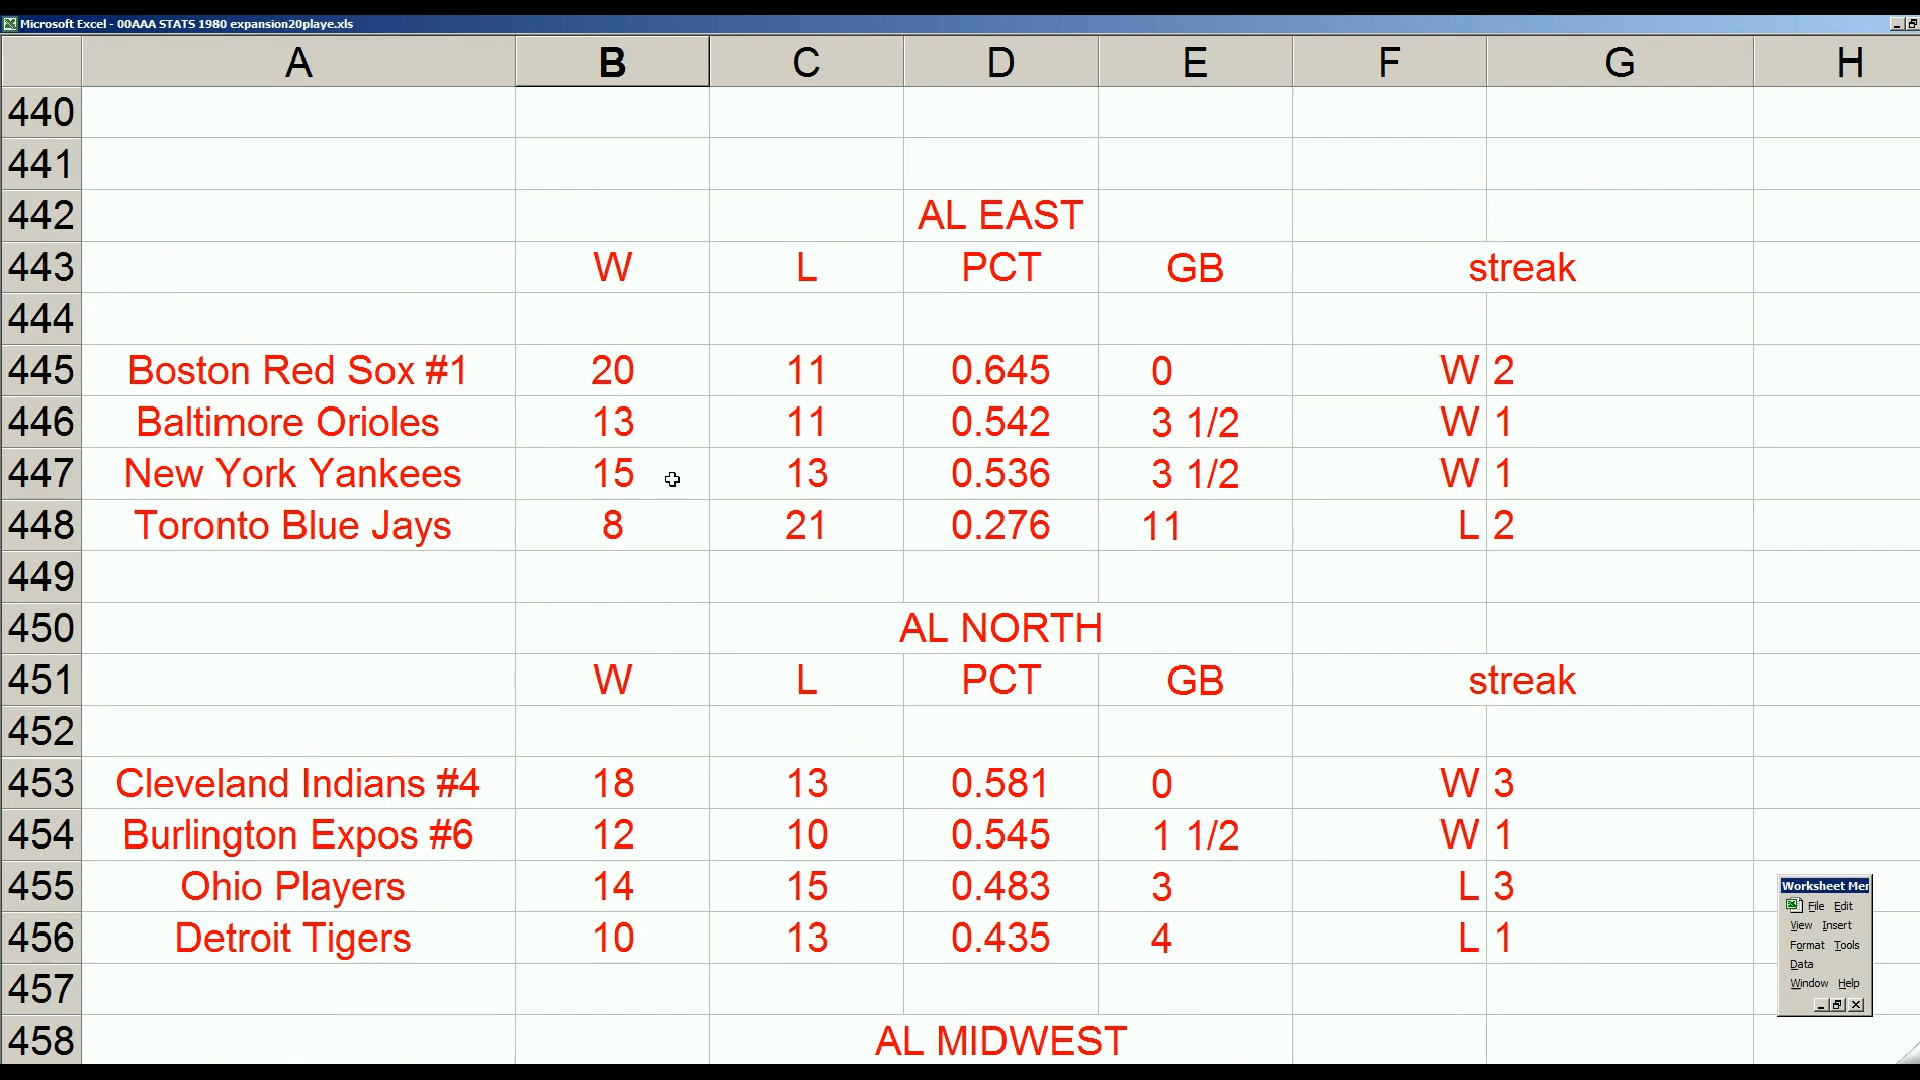 Microsoft Excel - 00AAA STATS 1980 expansion20playe.xls
A B C D E F G H
440
441
442 AL EAST
443 W L PCT GB streak
444
445 Boston Red Sox #1 20 11 0.645 0 W 2
446 Baltimore Orioles 13 11 0.542 3 1/2 W 1
447 New York Yankees 15 13 0.536 3 1/2 W 1
448 Toronto Blue Jays 8 21 0.276 11 L 2
449
450 AL NORTH
451 W L PCT GB streak
452
453 Cleveland Indians #4 18 13 0.581 0 W 3
454 Burlington Expos #6 12 10 0.545 1 1/2 W 1
455 Ohio Players 14 15 0.483 3 L 3
456 Detroit Tigers 10 13 0.435 4 L 1
457
458 AL MIDWEST
Worksheet Mer
File Edit
View Insert
Format Tools
Data
Window Help